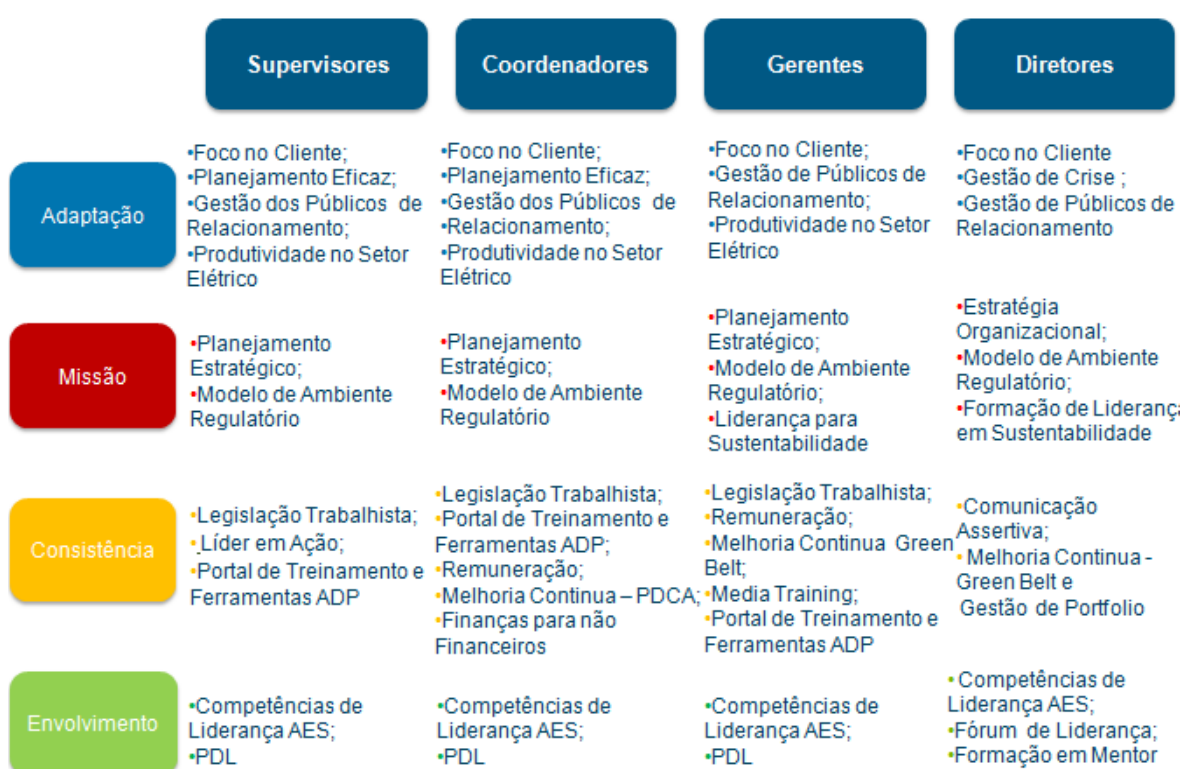 Supervisores
Coordenadores
Gerentes
Diretores
Adaptação
•Foco no Cliente;
•Planejamento Eficaz;
•Gestão dos Públicos de
Relacionamento;
•Produtividade no Setor
Elétrico
•Foco no Cliente;
•Planejamento Eficaz;
•Gestão dos Públicos de
•Relacionamento;
•Produtividade no Setor
Elétrico
•Foco no Cliente;
•Gestão de Públicos de
Relacionamento;
•Produtividade no Setor
Elétrico
•Foco no Cliente
•Gestão de Crise ;
•Gestão de Públicos de
Relacionamento
Missão
•Planejamento
Estratégico;
•Modelo de Ambiente
Regulatório
•Planejamento
Estratégico;
•Modelo de Ambiente
Regulatório
•Planejamento
Estratégico;
•Modelo de Ambiente
Regulatório;
•Liderança para
Sustentabilidade
•Estratégia
Organizacional;
•Modelo de Ambiente
Regulatório;
•Formação de Liderança
em Sustentabilidade
Consistência
•Legislação Trabalhista;
•Líder em Ação;
•Portal de Treinamento e
Ferramentas ADP
•Legislação Trabalhista;
•Portal de Treinamento e
Ferramentas ADP;
•Remuneração;
•Melhoria Continua – PDCA;
•Finanças para não
Financeiros
•Legislação Trabalhista;
•Remuneração;
•Melhoria Continua Green
Belt;
•Media Training;
•Portal de Treinamento e
Ferramentas ADP
•Comunicação
Assertiva;
• Melhoria Continua -
Green Belt e
Gestão de Portfolio
Envolvimento
•Competências de
Liderança AES;
•PDL
•Competências de
Liderança AES;
•PDL
•Competências de
Liderança AES;
•PDL
• Competências de
Liderança AES;
•Fórum de Liderança;
•Formação em Mentor